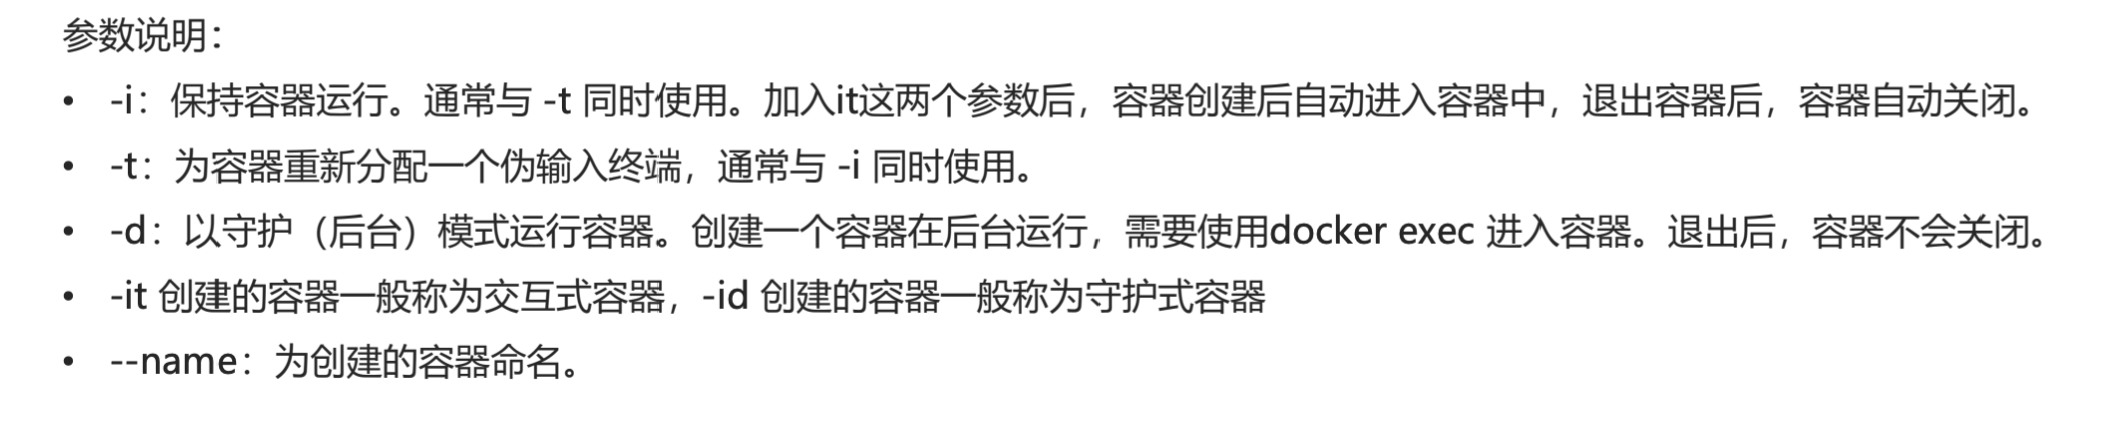 参数说明：
• -i：保持容器运行。通常与 -t 同时使用。加入it这两个参数后，容器创建后自动进入容器中，退出容器后，容器自动关闭。
• -t：为容器重新分配一个伪输入终端，通常与 -i 同时使用。
• -d：以守护（后台）模式运行容器。创建一个容器在后台运行，需要使用docker exec 进入容器。退出后，容器不会关闭。
• -it 创建的容器一般称为交互式容器，-id 创建的容器一般称为守护式容器
• --name：为创建的容器命名。